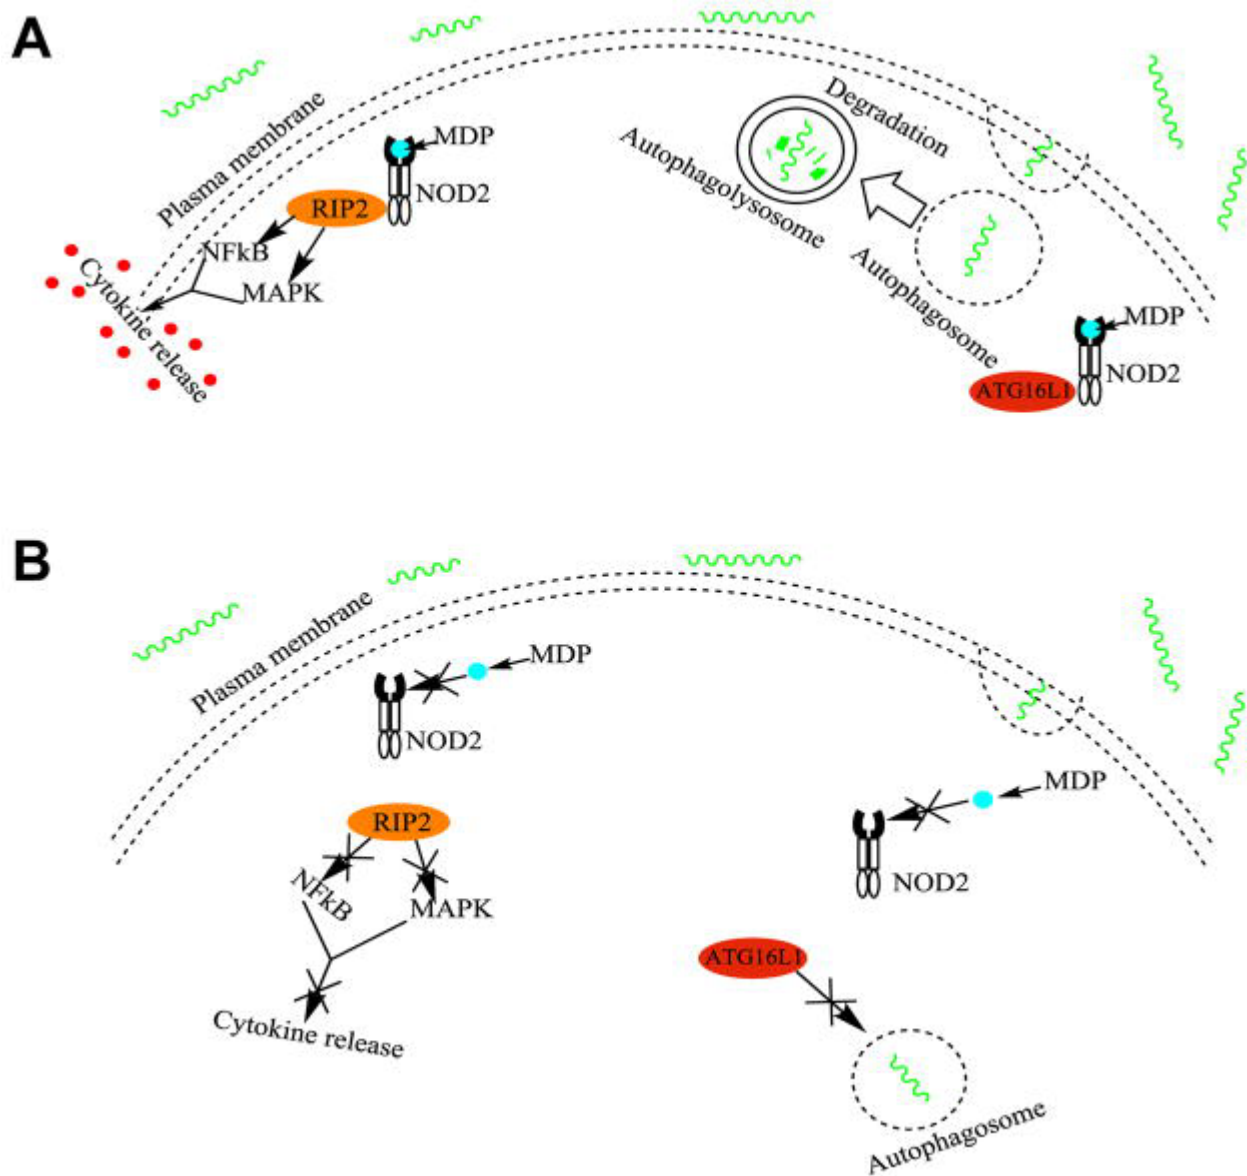 A
Plasma membrane
MDP
NOD2
RIP2
NFkB
MAPK
Cytokine release
Degradation
Autophagolysosome
Autophagosome
MDP
NOD2
ATG16L1
B
Plasma membrane
MDP
NOD2
RIP2
NFkB
MAPK
Cytokine release
MDP
NOD2
ATG16L1
Autophagosome